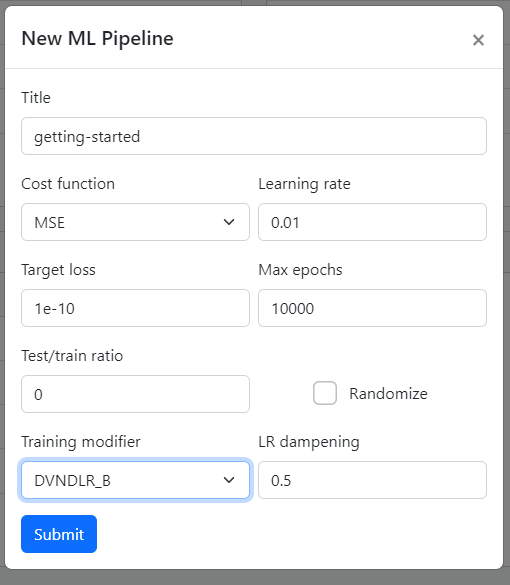 New ML Pipeline
Title
getting-started
Cost function Learning rate
MSE 0.01
Target loss Max epochs
1e-10 10000
Test/train ratio
0 Randomize
Training modifier LR dampening
DVNDLR_B 0.5
Submit